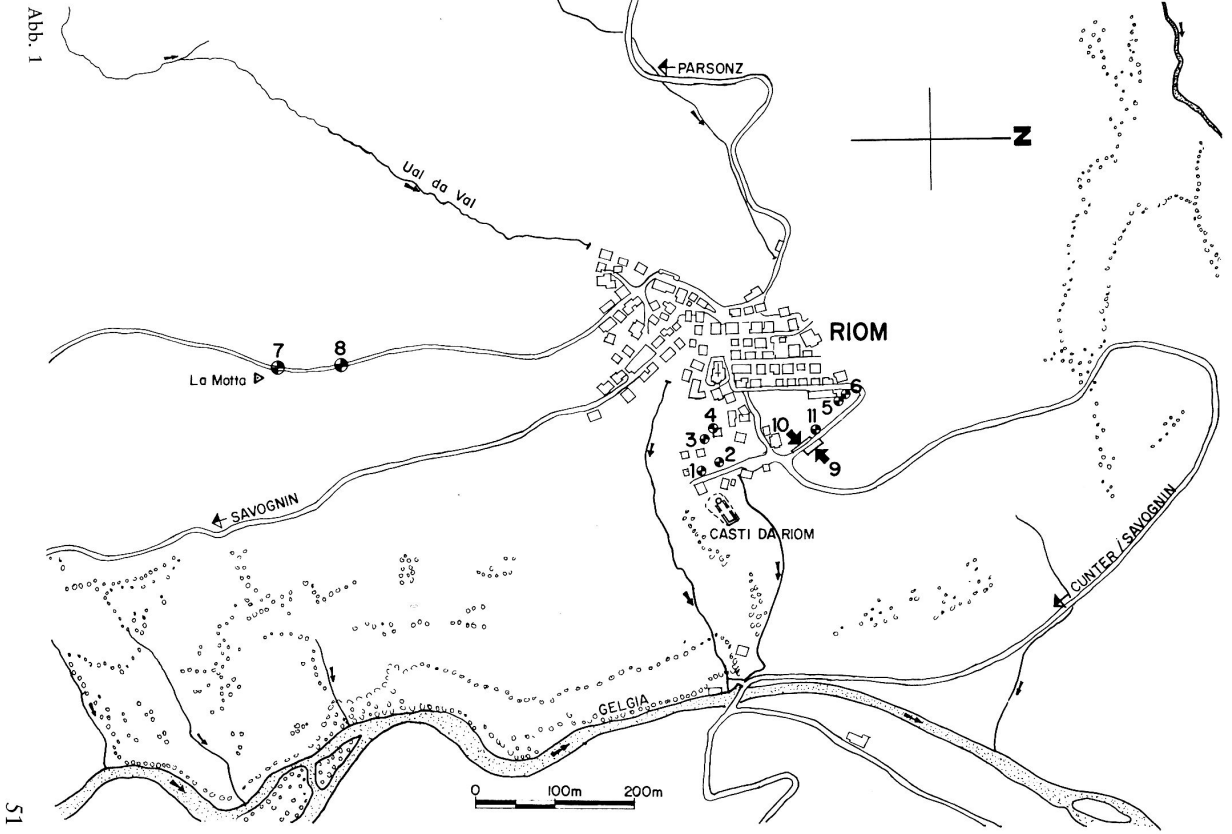 Abb. 1
PARSONZ
N
Ual da Val
RIOM
7
8
La Motta
6
5
4
11
10
3
2
9
1
SAVOGNIN
CASTI DA RIOM
CUNTER / SAVOGNIN
GELGIA
0 100m 200m
51